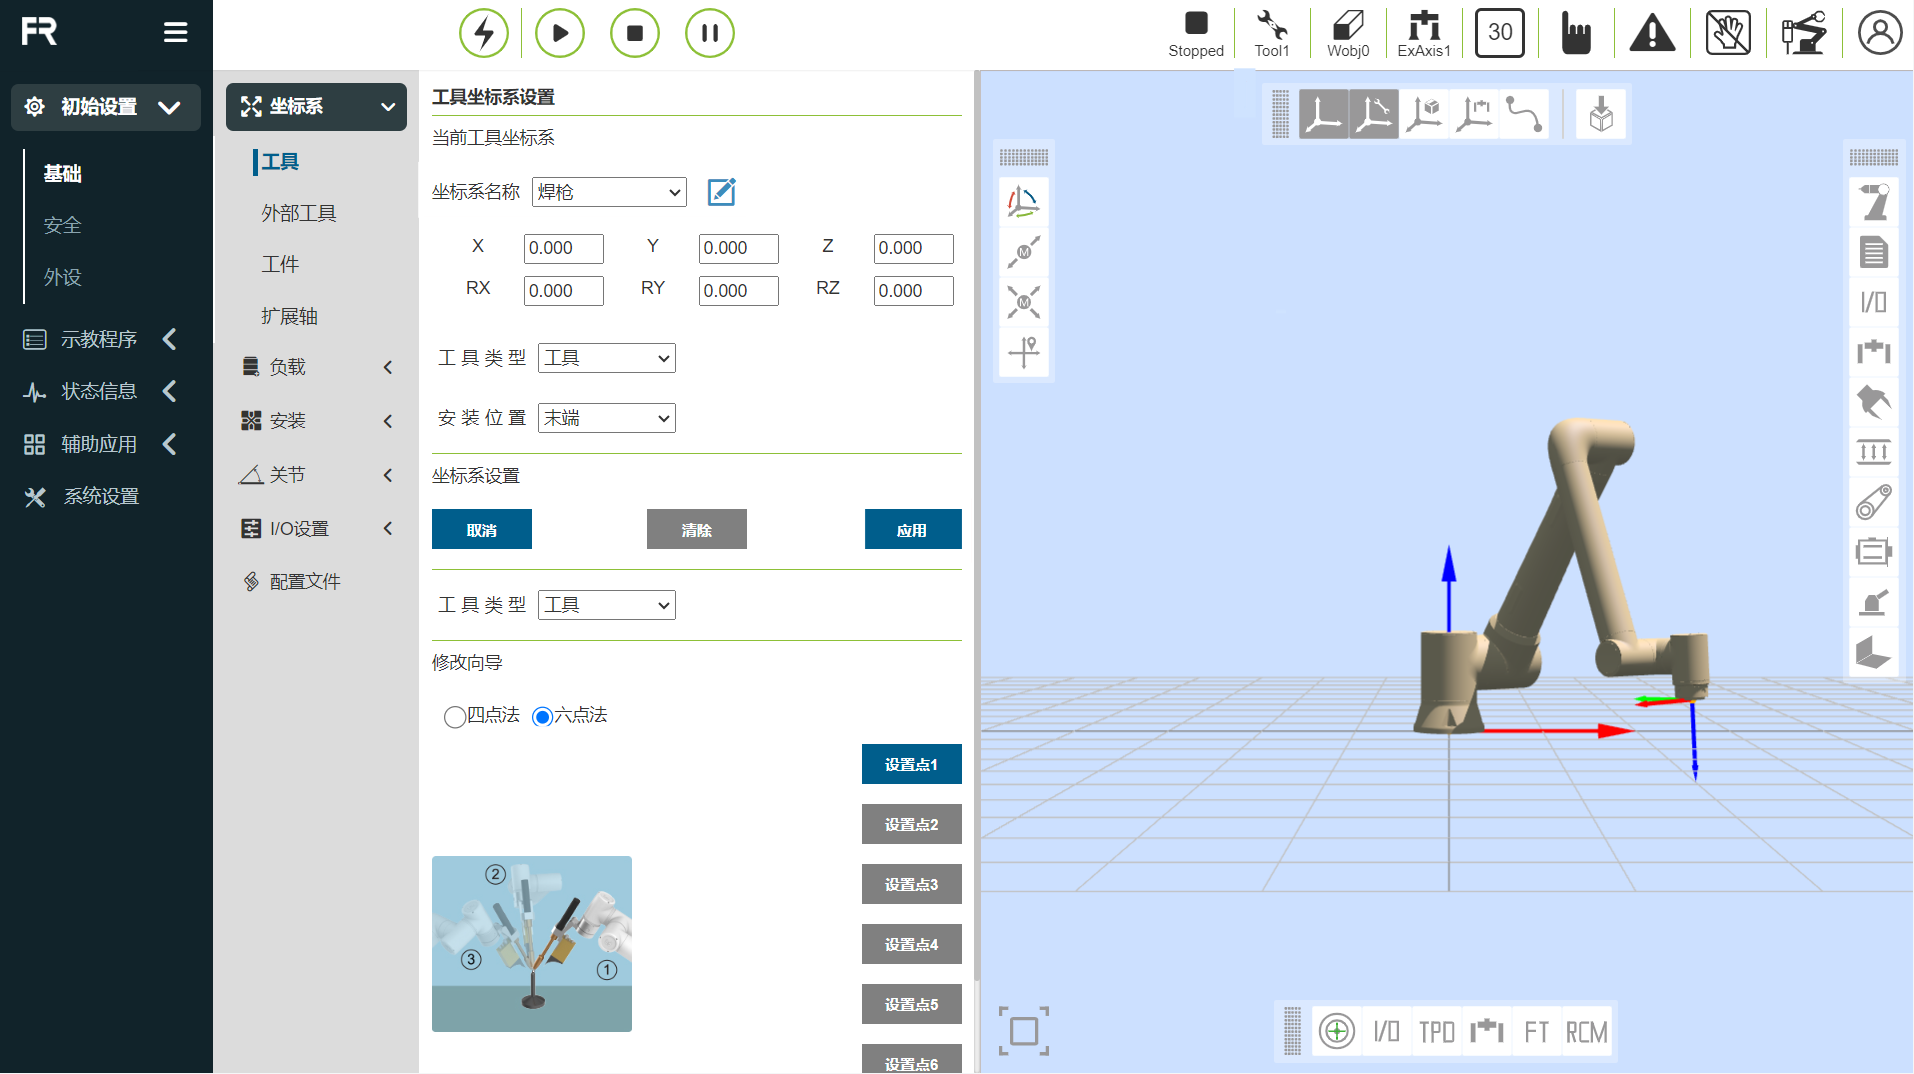 FR
Stopped
Tool1
Wobj0
ExAxis1
30
初始设置
基础
安全
外设
示教程序
状态信息
辅助应用
系统设置
坐标系
工具
外部工具
工件
扩展轴
负载
安装
关节
I/O设置
配置文件
工具坐标系设置
当前工具坐标系
坐标系名称 焊枪
X 0.000 Y 0.000 Z 0.000
RX 0.000 RY 0.000 RZ 0.000
工具类型 工具
安装位置 末端
坐标系设置
取消 清除 应用
工具类型 工具
修改向导
四点法 六点法
设置点1
设置点2
设置点3
设置点4
设置点5
设置点6
②
③
①
M
M
I/O
I/O TPD FT RCM